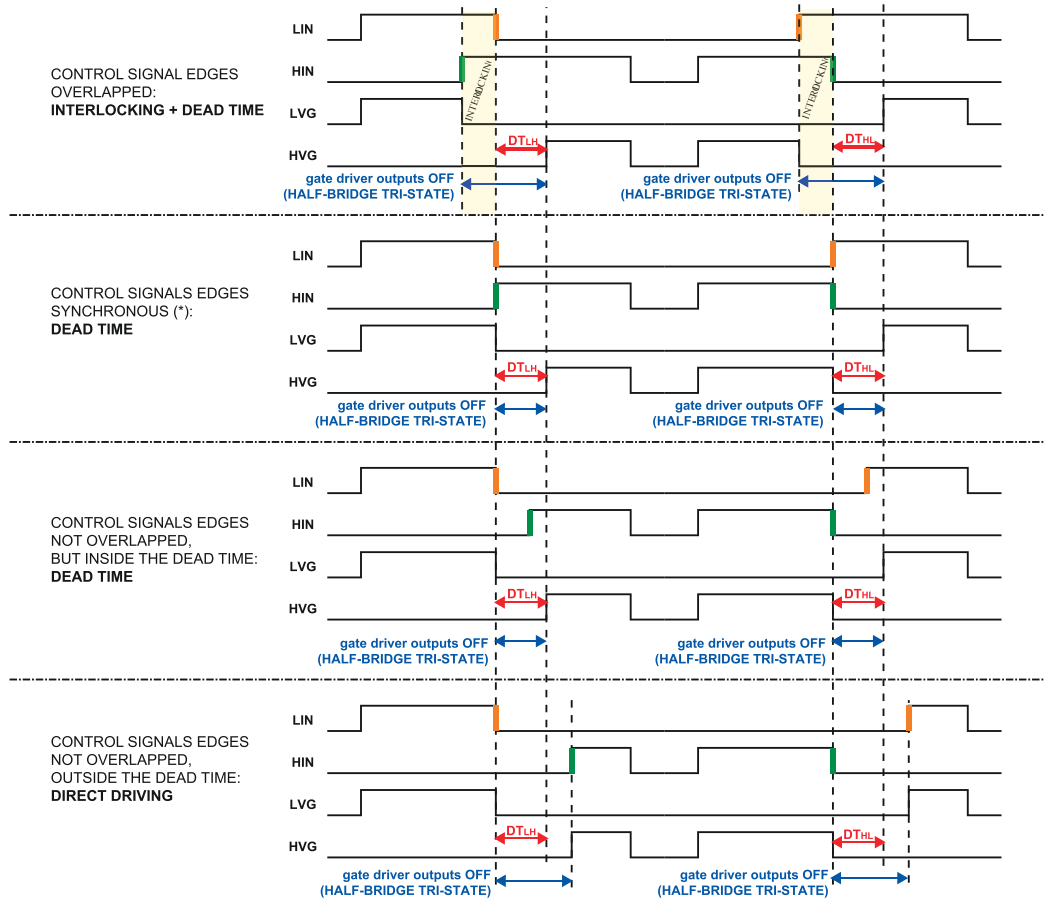 LIN
HIN
CONTROL SIGNAL EDGES
OVERLAPPED:
INTERLOCKING + DEAD TIME
INTERLOCKING
INTERLOCKING
LVG
HVG
DTLH
DTHL
gate driver outputs OFF
(HALF-BRIDGE TRI-STATE)
gate driver outputs OFF
(HALF-BRIDGE TRI-STATE)
LIN
CONTROL SIGNALS EDGES
SYNCHRONOUS (*):
DEAD TIME
HIN
LVG
HVG
DTLH
DTHL
gate driver outputs OFF
(HALF-BRIDGE TRI-STATE)
gate driver outputs OFF
(HALF-BRIDGE TRI-STATE)
LIN
CONTROL SIGNALS EDGES
NOT OVERLAPPED,
BUT INSIDE THE DEAD TIME:
DEAD TIME
HIN
LVG
HVG
DTLH
DTHL
gate driver outputs OFF
(HALF-BRIDGE TRI-STATE)
gate driver outputs OFF
(HALF-BRIDGE TRI-STATE)
LIN
CONTROL SIGNALS EDGES
NOT OVERLAPPED,
OUTSIDE THE DEAD TIME:
DIRECT DRIVING
HIN
LVG
HVG
DTLH
DTHL
gate driver outputs OFF
(HALF-BRIDGE TRI-STATE)
gate driver outputs OFF
(HALF-BRIDGE TRI-STATE)